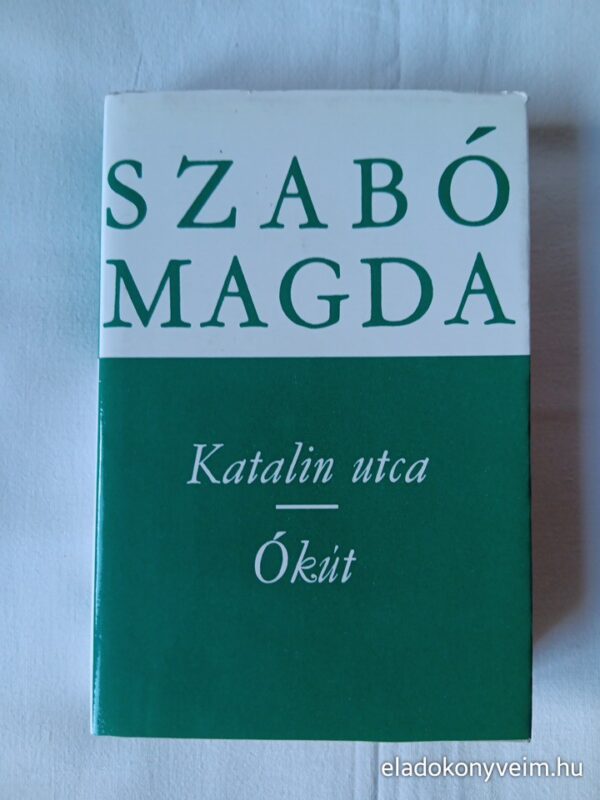 SZABÓ
MAGDA
Katalin utca
Ókút
eladokonyveim.hu